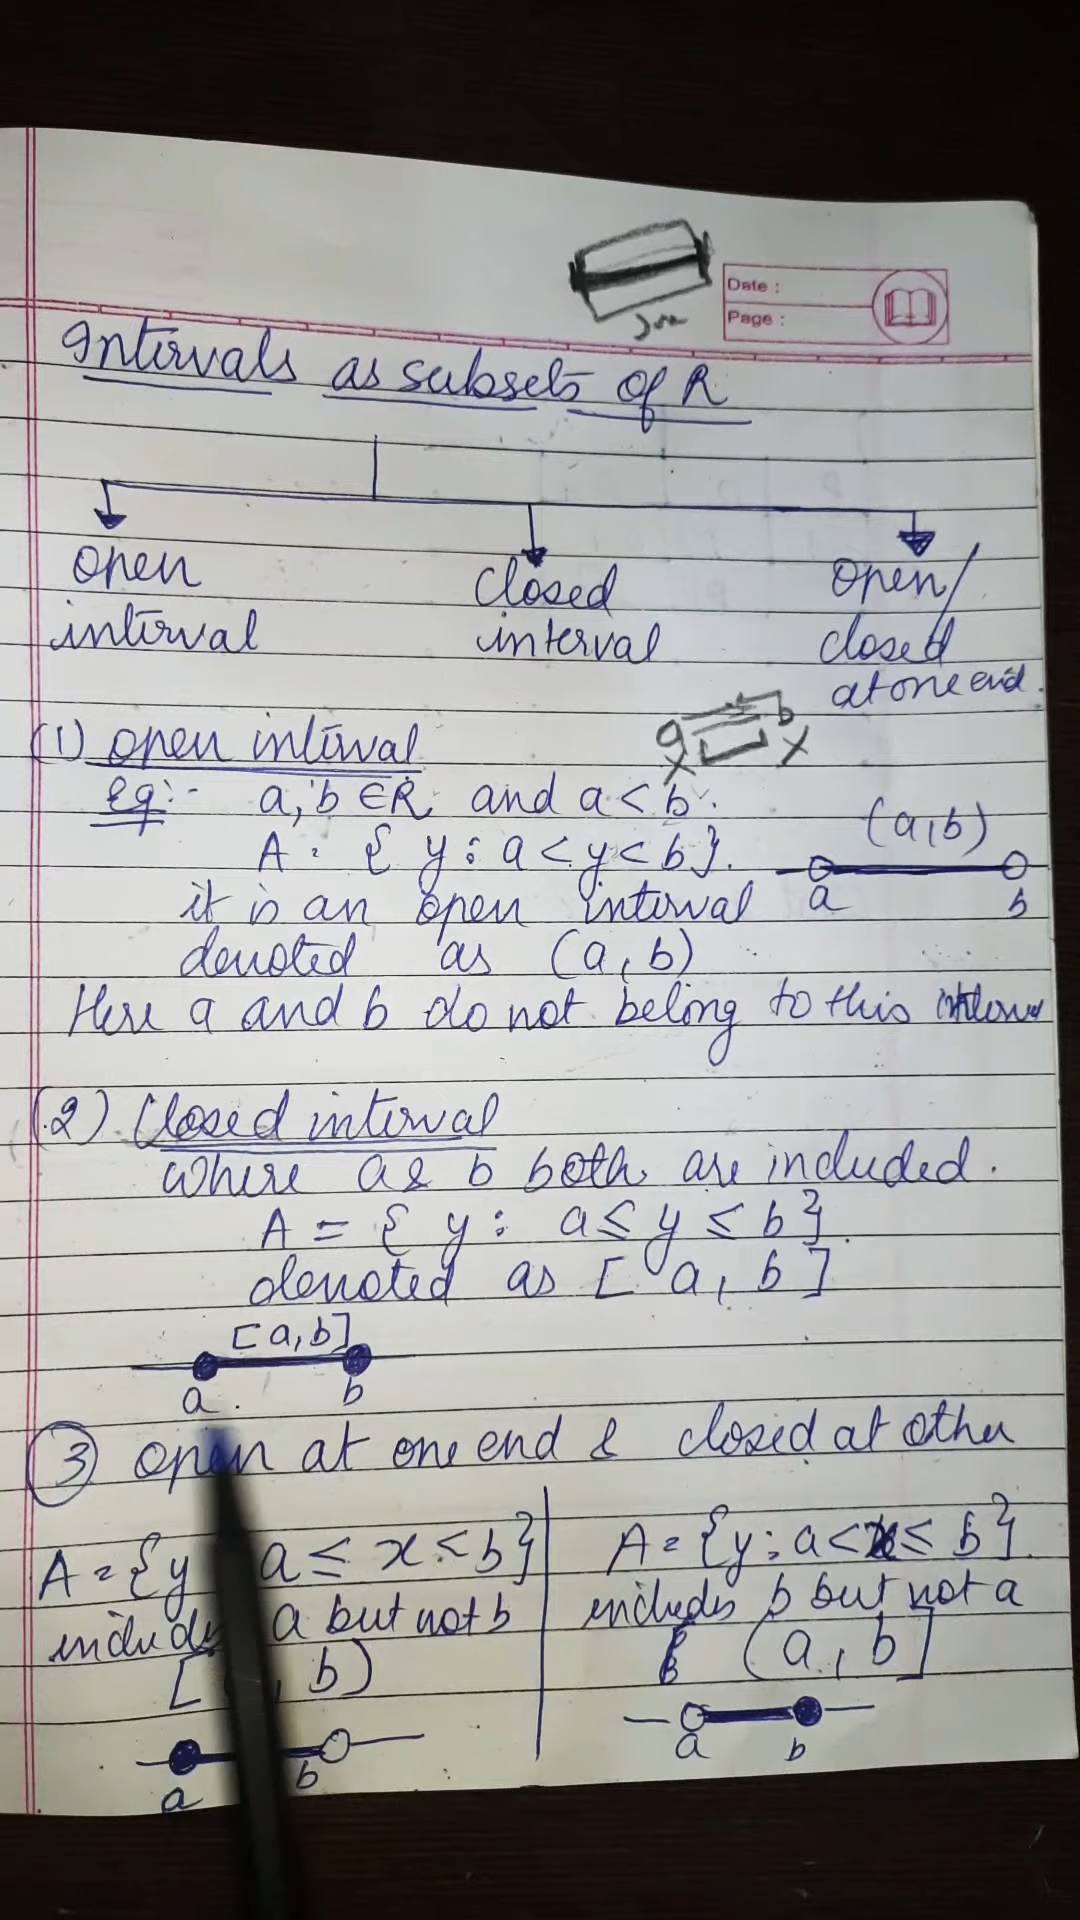 Date :
Page :
Intervals as subsets of R
open interval
Closed interval
open/ closed at one end.
(1) open interval
a b
x x
Eg:- a, b ∈ R and a < b.
A = { y : a < y < b }.
(a, b)
a b
it is an open interval
denoted as (a, b)
Here a and b do not belong to this interval
(2) Closed interval
where a & b both are included.
A = { y : a ≤ y ≤ b }.
denoted as [ a, b ]
[a, b]
a b
(3) open at one end & closed at other
A = {y a ≤ x < b}
includes a but not b
[ , b)
a b
A = {y : a < x ≤ b}.
includes b but not a
(a, b]
a b